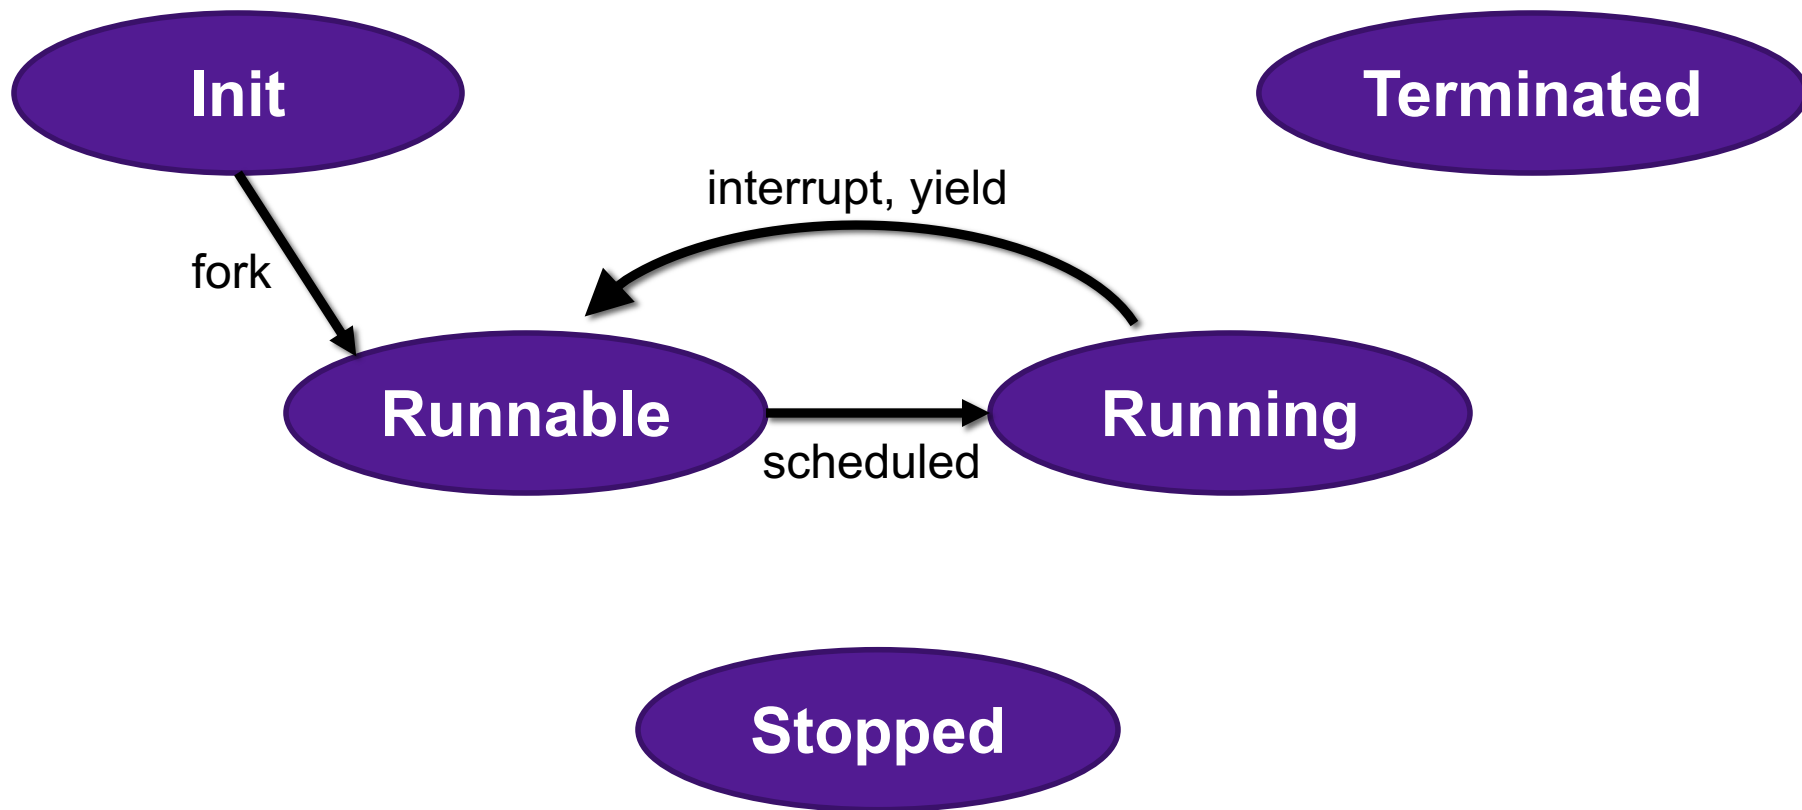 Init
Terminated
interrupt, yield
fork
Runnable
Running
scheduled
Stopped